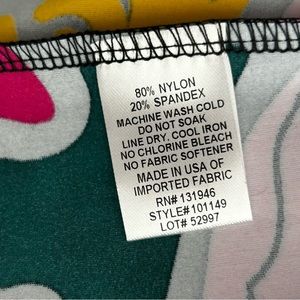 80% NYLON
20% SPANDEX
MACHINE WASH COLD
DO NOT SOAK
LINE DRY. COOL IRON
NO CHLORINE BLEACH
NO FABRIC SOFTENER
MADE IN USA OF
IMPORTED FABRIC
RN# 131946
STYLE#101149
LOT# 52997